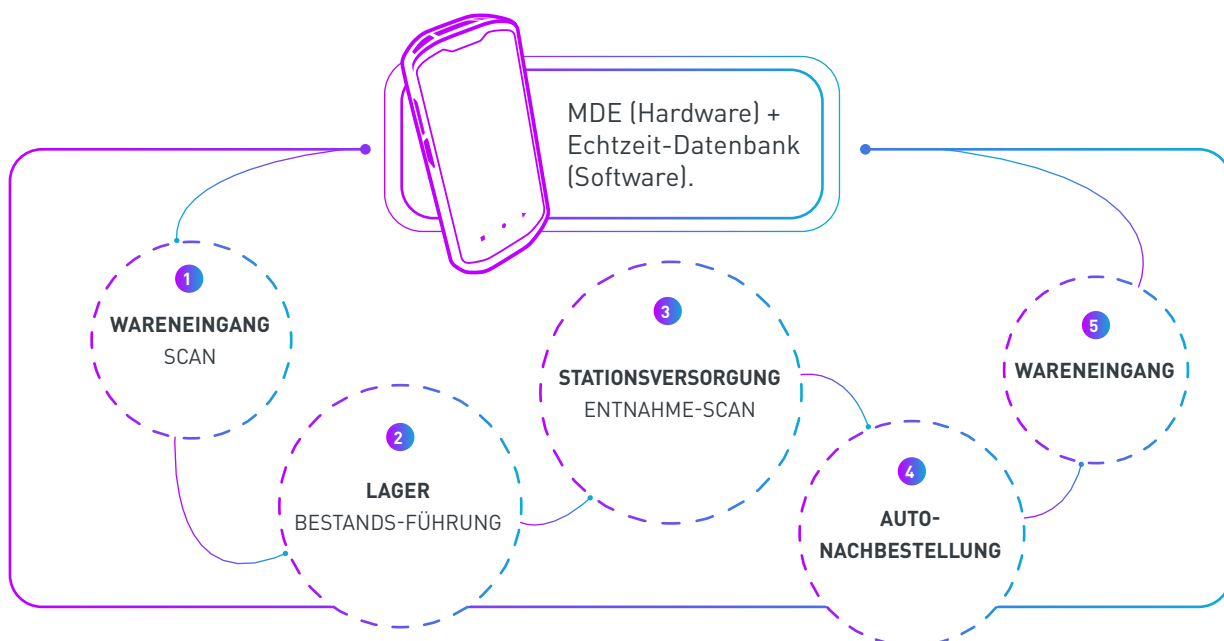 MDE (Hardware) +
Echtzeit-Datenbank
(Software).
1
WARENEINGANG
SCAN
2
LAGER
BESTANDS-FÜHRUNG
3
STATIONSVERSORGUNG
ENTNAHME-SCAN
4
AUTO-
NACHBESTELLUNG
5
WARENEINGANG